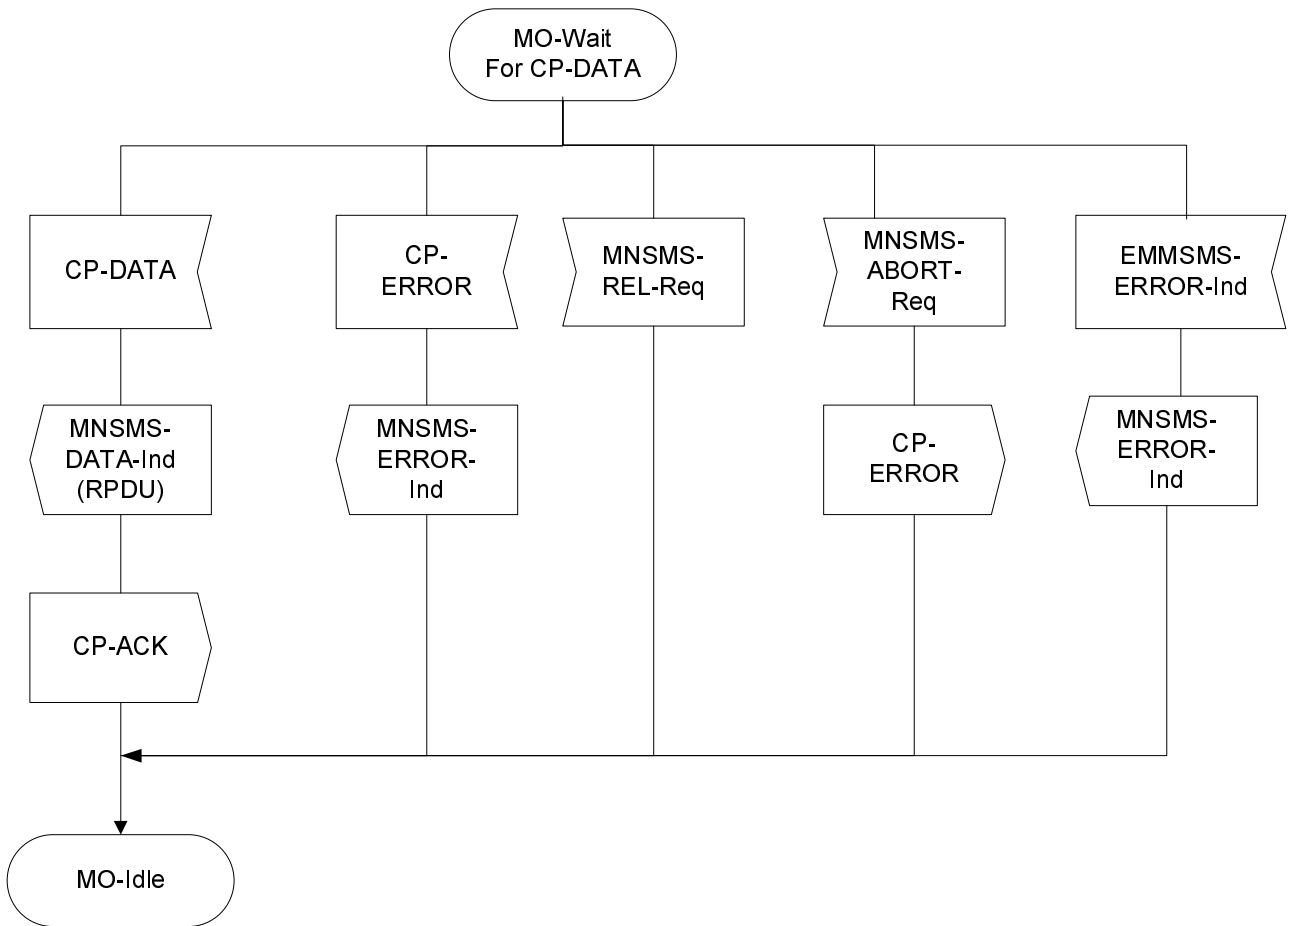 MO-Wait
For CP-DATA
CP-DATA
CP-
ERROR
MNSMS-
REL-Req
MNSMS-
ABORT-
Req
EMMSMS-
ERROR-Ind
MNSMS-
DATA-Ind
(RPDU)
MNSMS-
ERROR-
Ind
CP-
ERROR
MNSMS-
ERROR-
Ind
CP-ACK
MO-Idle